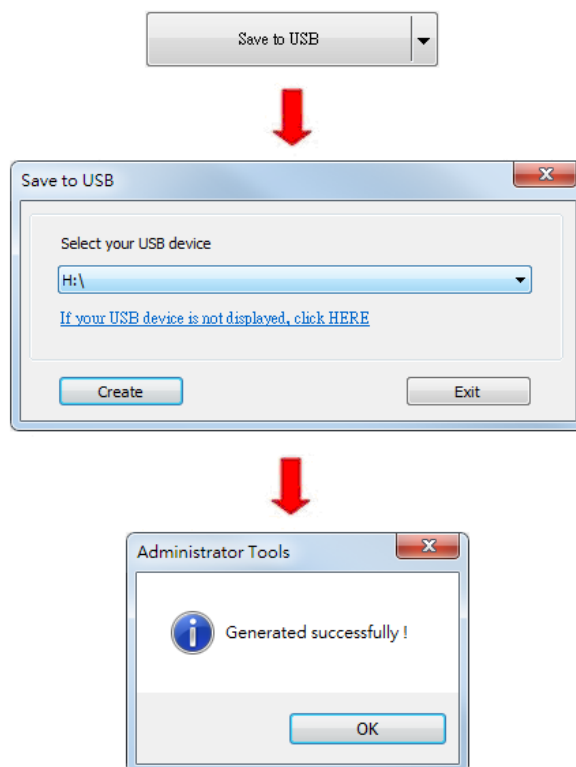 Save to USB
Save to USB
Select your USB device
H:\
If your USB device is not displayed, click HERE
Create Exit
Administrator Tools
Generated successfully !
OK